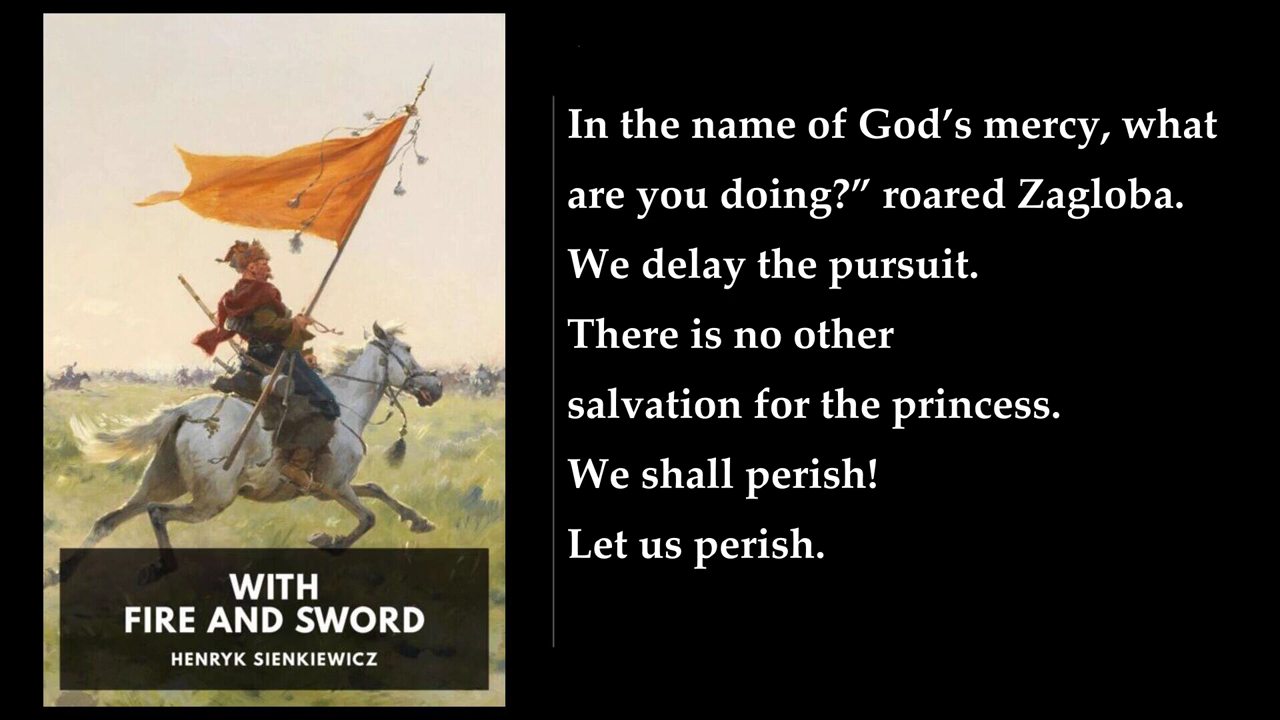 In the name of God’s mercy, what
are you doing?” roared Zagloba.
We delay the pursuit.
There is no other
salvation for the princess.
We shall perish!
Let us perish.
WITH
FIRE AND SWORD
HENRYK SIENKIEWICZ